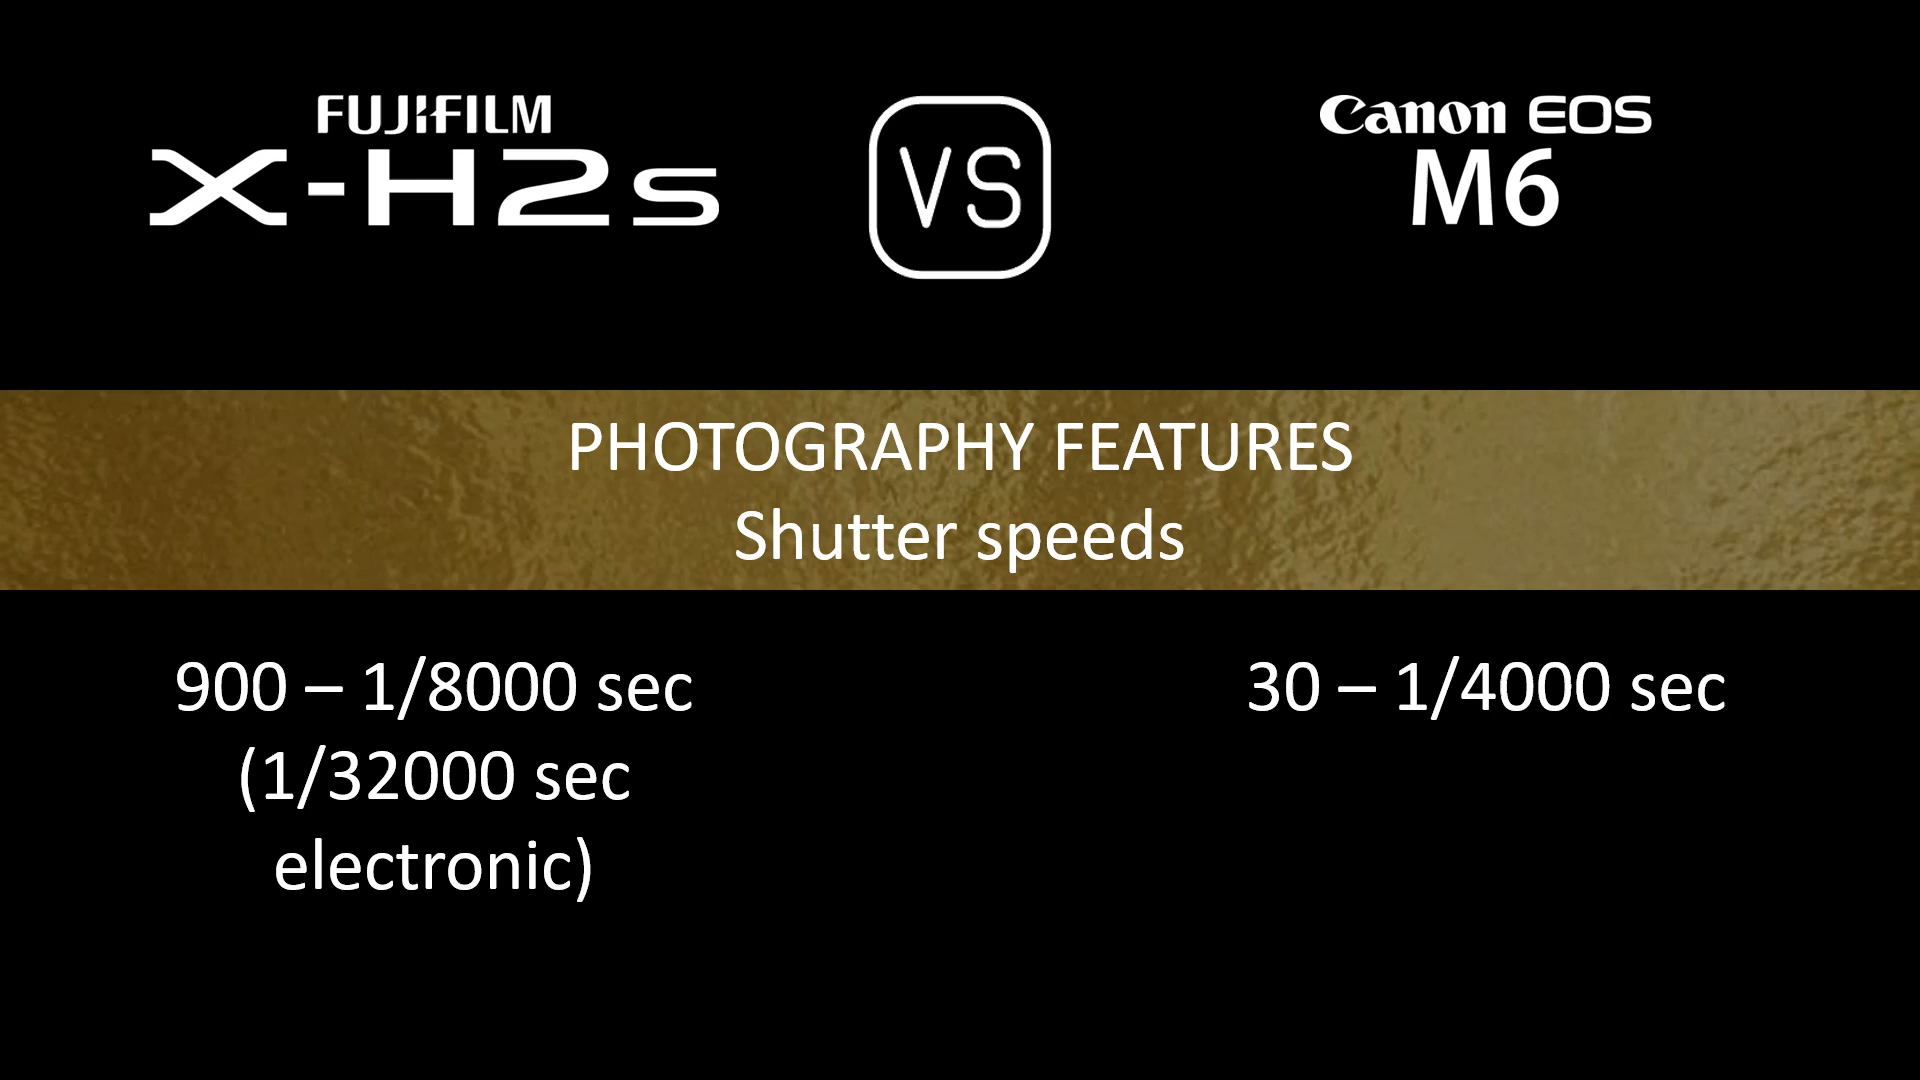 FUJIFILM
X-H2s
VS
Canon EOS
M6
PHOTOGRAPHY FEATURES
Shutter speeds
900 – 1/8000 sec
(1/32000 sec
electronic)
30 – 1/4000 sec